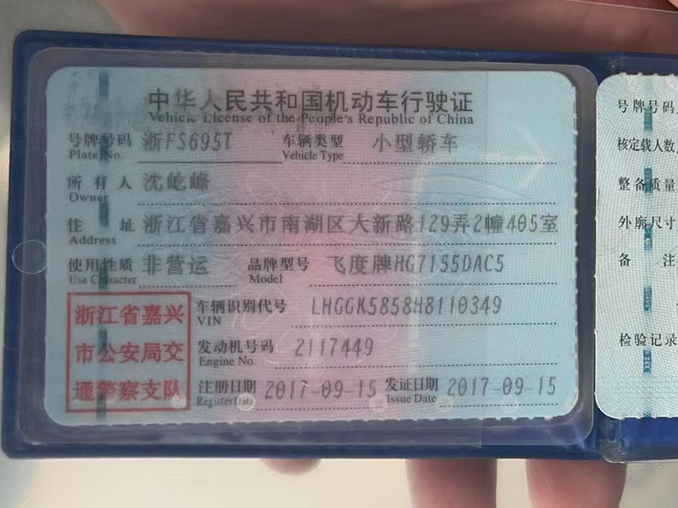 中华人民共和国机动车行驶证
Vehicle License of the People's Republic of China
号牌号码 浙FS695T 车辆类型 小型轿车
Plate No. Vehicle Type
所有人 沈屹峰
Owner
住址 浙江省嘉兴市南湖区大新路129弄2幢405室
Address
使用性质 非营运 品牌型号 飞度牌HG7155DAC5
Use Character Model
浙江省嘉兴
市公安局交
通警察支队
车辆识别代号 LHGGK5858H8110349
VIN
发动机号码 2117449
Engine No.
注册日期 2017-09-15 发证日期 2017-09-15
Register Date Issue Date
号牌号码
核定载人数
整备质量
外廓尺寸
备注
检验记录